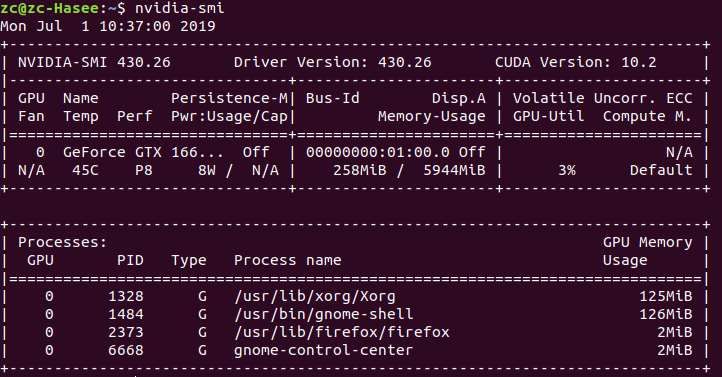 zc@zc-Hasee:~$ nvidia-smi
Mon Jul  1 10:37:00 2019
+-----------------------------------------------------------------------------+
| NVIDIA-SMI 430.26       Driver Version: 430.26       CUDA Version: 10.2     |
|-------------------------------+----------------------+----------------------+
| GPU  Name        Persistence-M| Bus-Id        Disp.A | Volatile Uncorr. ECC |
| Fan  Temp  Perf  Pwr:Usage/Cap|         Memory-Usage | GPU-Util  Compute M. |
|===============================+======================+======================|
|   0  GeForce GTX 166...  Off  | 00000000:01:00.0 Off |                  N/A |
| N/A   45C    P8     8W /  N/A |    258MiB /  5944MiB |      3%      Default |
+-------------------------------+----------------------+----------------------+

+-----------------------------------------------------------------------------+
| Processes:                                                       GPU Memory |
|  GPU       PID   Type   Process name                             Usage      |
|=============================================================================|
|    0      1328      G   /usr/lib/xorg/Xorg                           125MiB |
|    0      1484      G   /usr/bin/gnome-shell                         126MiB |
|    0      2373      G   /usr/lib/firefox/firefox                       2MiB |
|    0      6668      G   gnome-control-center                           2MiB |
+-----------------------------------------------------------------------------+